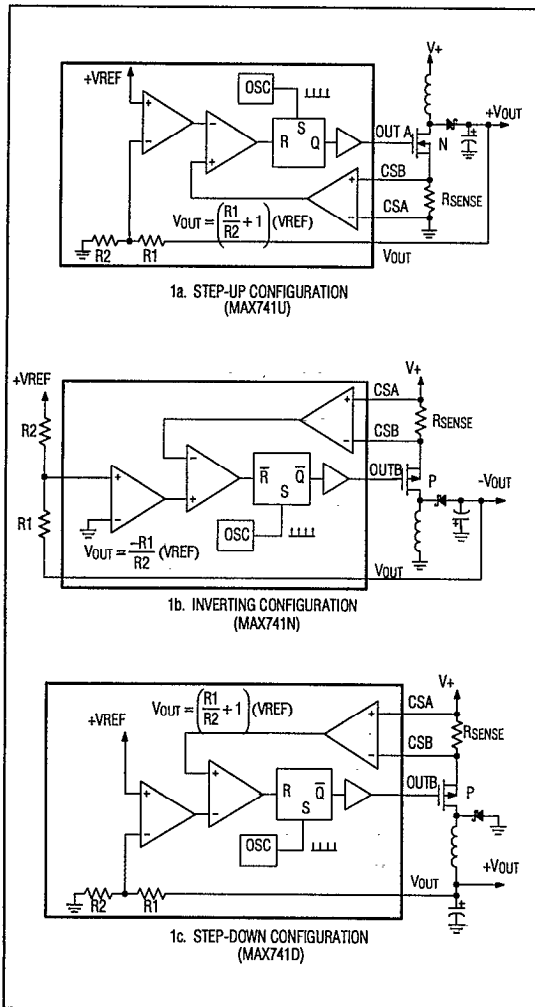 V+
+VREF
OSC
+VOUT
S
R Q
OUT A
N
CSB
RSENSE
CSA
VOUT = (R1/R2 + 1) (VREF)
R2 R1
VOUT
1a. STEP-UP CONFIGURATION
(MAX741U)
+VREF
V+
CSA
RSENSE
R2
CSB
R̅ Q̅
OUTB
P
-VOUT
S
R1
OSC
VOUT = -R1/R2 (VREF)
VOUT
1b. INVERTING CONFIGURATION
(MAX741N)
V+
VOUT = (R1/R2 + 1) (VREF)
CSA
+VREF
RSENSE
CSB
OUTB
R Q̅
P
S
OSC
+VOUT
VOUT
R2 R1
1c. STEP-DOWN CONFIGURATION
(MAX741D)